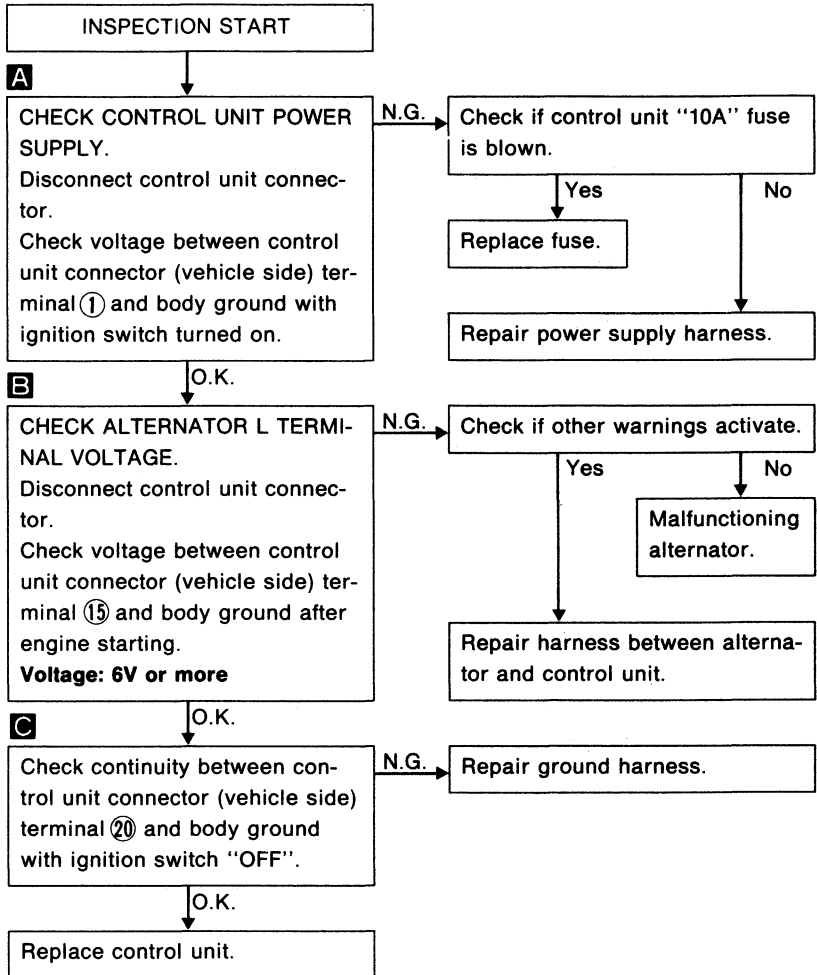 INSPECTION START
A
CHECK CONTROL UNIT POWER
SUPPLY.
Disconnect control unit connec-
tor.
Check voltage between control
unit connector (vehicle side) ter-
minal ① and body ground with
ignition switch turned on.
N.G.
Check if control unit "10A" fuse
is blown.
Yes
No
Replace fuse.
Repair power supply harness.
O.K.
B
CHECK ALTERNATOR L TERMI-
NAL VOLTAGE.
Disconnect control unit connec-
tor.
Check voltage between control
unit connector (vehicle side) ter-
minal ⑮ and body ground after
engine starting.
Voltage: 6V or more
N.G.
Check if other warnings activate.
Yes
No
Malfunctioning
alternator.
Repair harness between alterna-
tor and control unit.
O.K.
C
Check continuity between con-
trol unit connector (vehicle side)
terminal ⑳ and body ground
with ignition switch "OFF".
N.G.
Repair ground harness.
O.K.
Replace control unit.